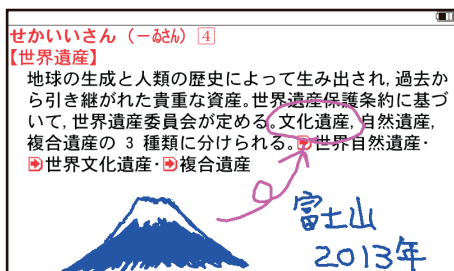 せかいいさん（―ゐさん）4
【世界遺産】
地球の生成と人類の歴史によって生み出され, 過去か
ら引き継がれた貴重な資産。世界遺産保護条約に基づ
いて, 世界遺産委員会が定める。文化遺産, 自然遺産,
複合遺産の 3 種類に分けられる。世界自然遺産・
世界文化遺産・複合遺産
富士山
2013年